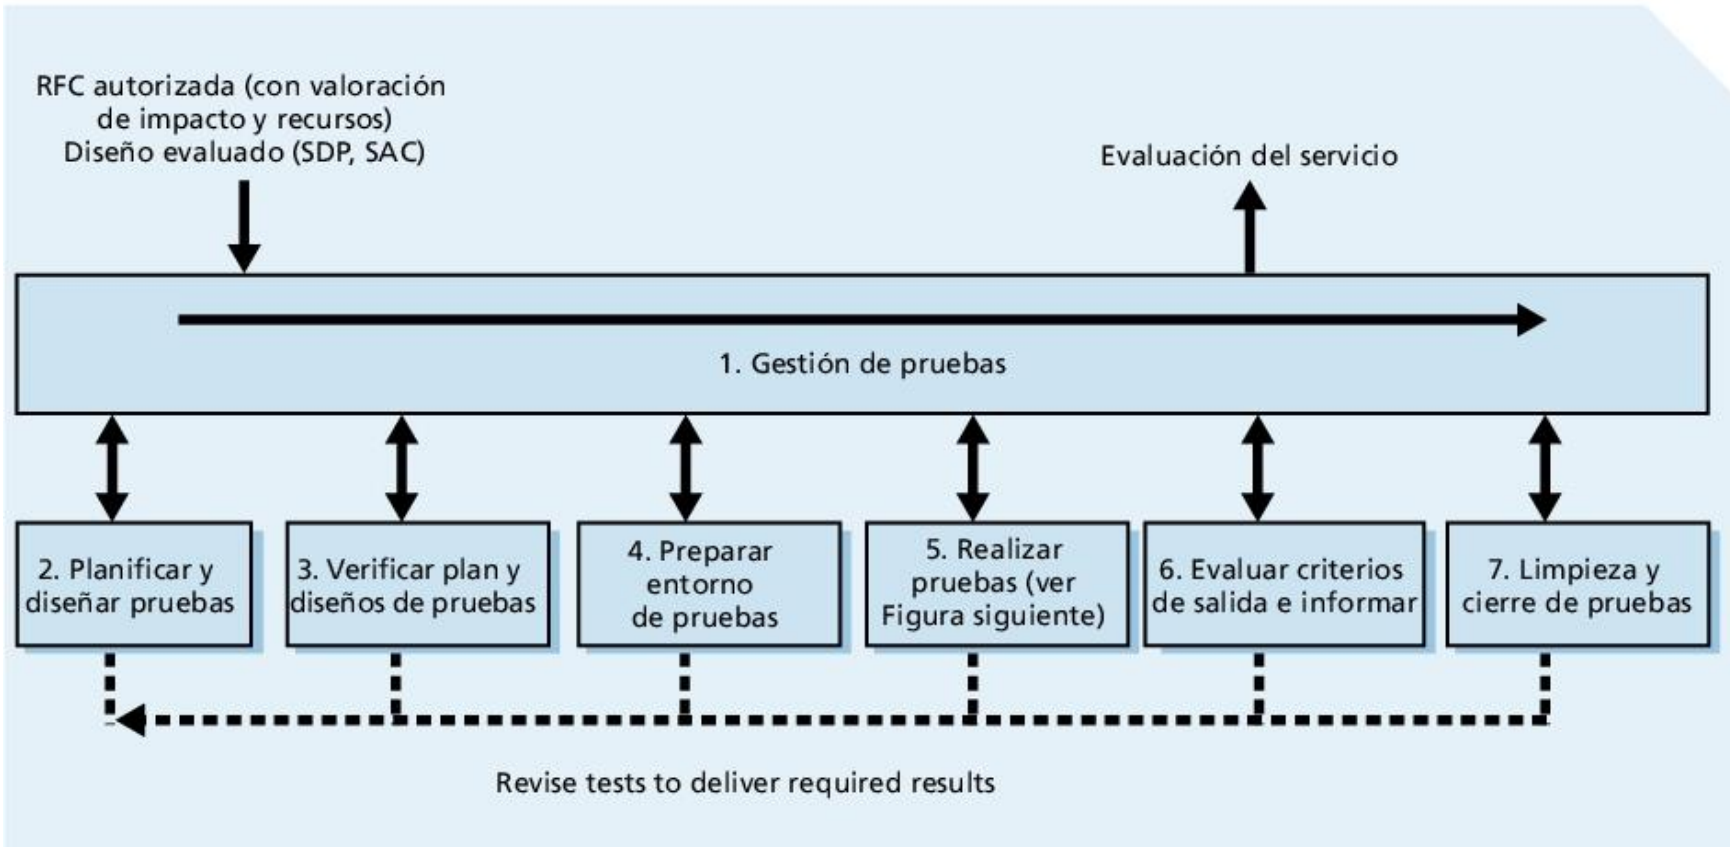 RFC autorizada (con valoración
de impacto y recursos)
Diseño evaluado (SDP, SAC)
Evaluación del servicio
1. Gestión de pruebas
2. Planificar y
diseñar pruebas
3. Verificar plan y
diseños de pruebas
4. Preparar
entorno
de pruebas
5. Realizar
pruebas (ver
Figura siguiente)
6. Evaluar criterios
de salida e informar
7. Limpieza y
cierre de pruebas
Revise tests to deliver required results